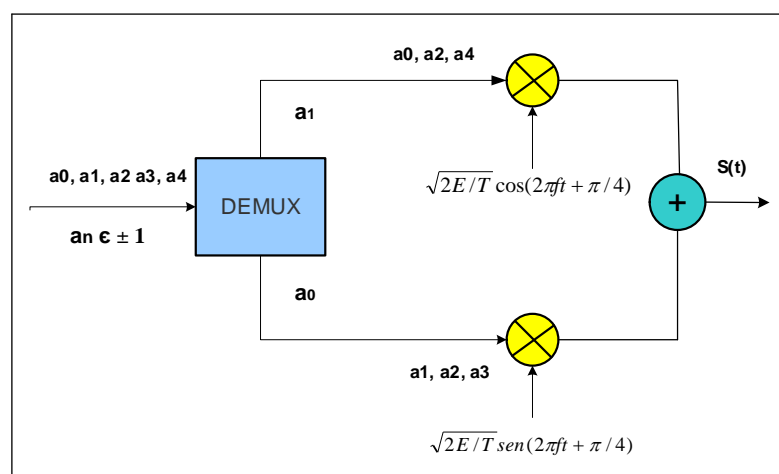 a0, a2, a4
a1
S(t)
a0, a1, a2 a3, a4
√2E/T cos(2πft + π/4)
DEMUX
+
an є ± 1
a0
a1, a2, a3
√2E/T sen(2πft + π/4)